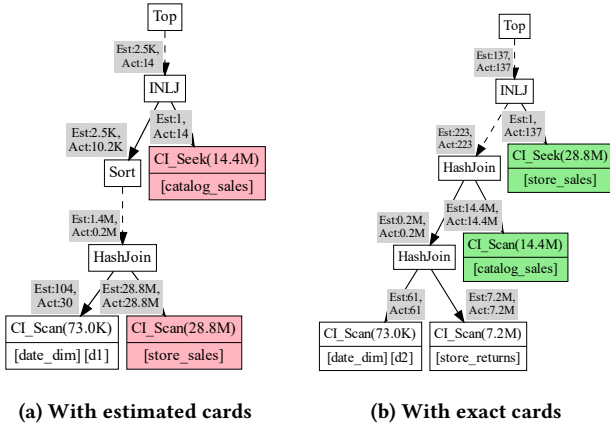 Top
Est:2.5K,
Act:14
INLJ
Est:2.5K,
Act:10.2K
Est:1,
Act:14
Sort
CI_Seek(14.4M)
[catalog_sales]
Est:1.4M,
Act:0.2M
HashJoin
Est:104,
Act:30
Est:28.8M,
Act:28.8M
CI_Scan(73.0K)
[date_dim] [d1]
CI_Scan(28.8M)
[store_sales]
(a) With estimated cards
Top
Est:137,
Act:137
INLJ
Est:223,
Act:223
Est:1,
Act:137
HashJoin
CI_Seek(28.8M)
[store_sales]
Est:0.2M,
Act:0.2M
Est:14.4M,
Act:14.4M
HashJoin
CI_Scan(14.4M)
[catalog_sales]
Est:61,
Act:61
Est:7.2M,
Act:7.2M
CI_Scan(73.0K)
[date_dim] [d2]
CI_Scan(7.2M)
[store_returns]
(b) With exact cards